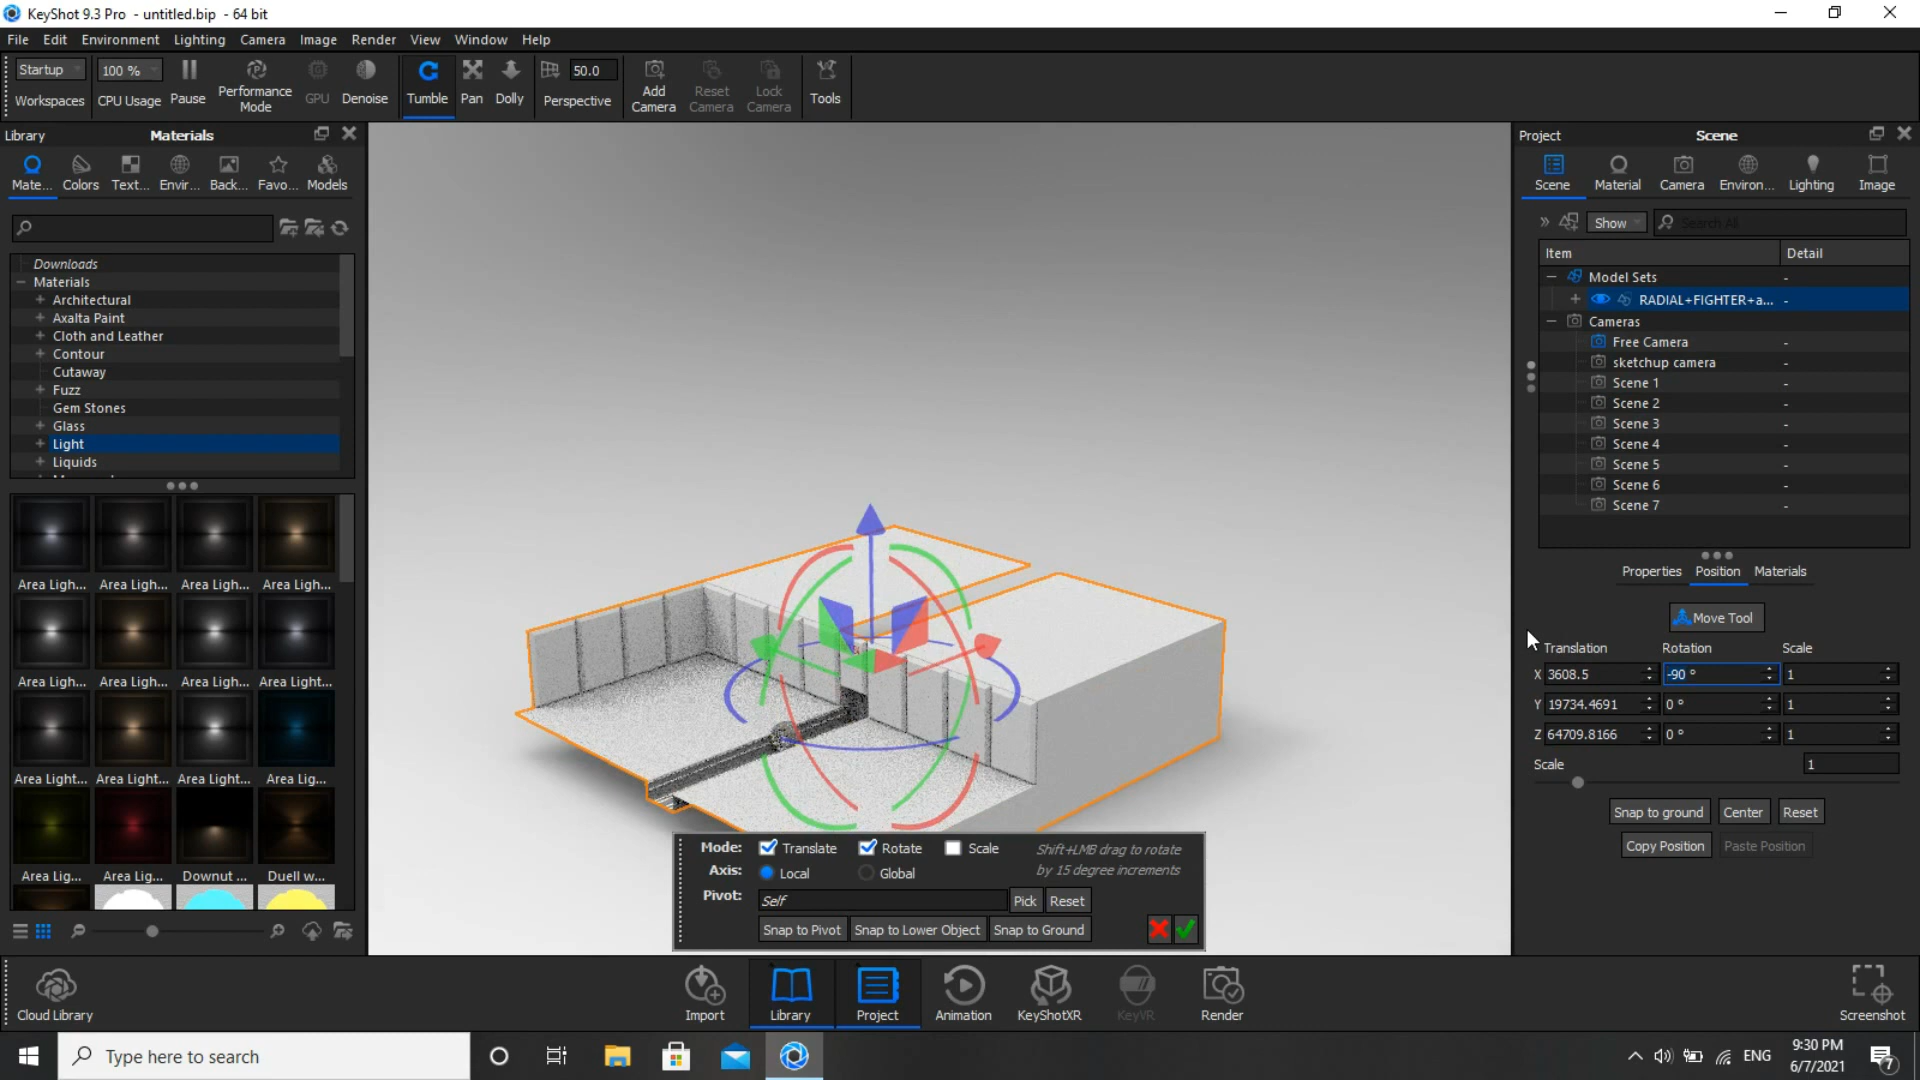 KeyShot 9.3 Pro - untitled.bip - 64 bit
File Edit Environment Lighting Camera Image Render View Window Help
Startup 100 % 50.0
Workspaces CPU Usage Pause Performance Mode GPU Denoise Tumble Pan Dolly Perspective Add Camera Reset Camera Lock Camera Tools
Library Materials
Mate... Colors Text... Envir... Back... Favo... Models
Downloads
Materials
Architectural
Axalta Paint
Cloth and Leather
Contour
Cutaway
Fuzz
Gem Stones
Glass
Light
Liquids
Area Ligh... Area Ligh... Area Ligh... Area Ligh...
Area Ligh... Area Ligh... Area Ligh... Area Light...
Area Light... Area Light... Area Light... Area Lig...
Area Lig... Area Lig... Downut ... Duell w...
Project Scene
Scene Material Camera Environ... Lighting Image
Show Search All
Item Detail
Model Sets -
RADIAL+FIGHTER+a... -
Cameras
Free Camera -
sketchup camera -
Scene 1 -
Scene 2 -
Scene 3 -
Scene 4 -
Scene 5 -
Scene 6 -
Scene 7 -
Properties Position Materials
Move Tool
Translation Rotation Scale
X 3608.5 -90 ° 1
Y 19734.4691 0 ° 1
Z 64709.8166 0 ° 1
Scale 1
Snap to ground Center Reset
Copy Position Paste Position
Mode: Translate Rotate Scale Shift+LMB drag to rotate
Axis: Local Global by 15 degree increments
Pivot: Self Pick Reset
Snap to Pivot Snap to Lower Object Snap to Ground
Cloud Library Import Library Project Animation KeyShotXR KeyVR Render Screenshot
Type here to search
ENG
9:30 PM
6/7/2021
7